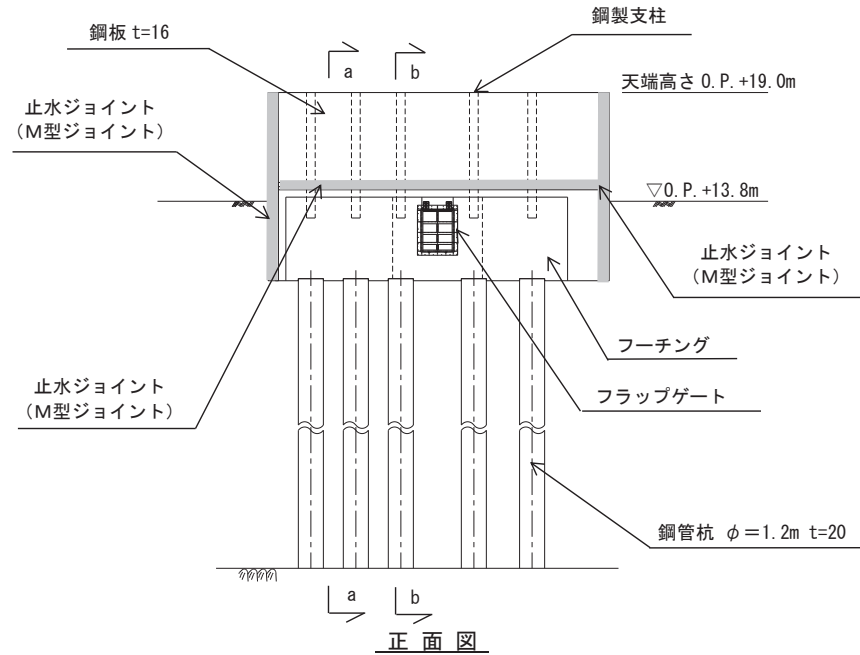 鋼板 t=16
鋼製支柱
a
b
天端高さ O.P.+19.0m
止水ジョイント
（M型ジョイント）
▽O.P.+13.8m
止水ジョイント
（M型ジョイント）
フーチング
止水ジョイント
（M型ジョイント）
フラップゲート
鋼管杭 φ＝1.2m t=20
a
b
正面図